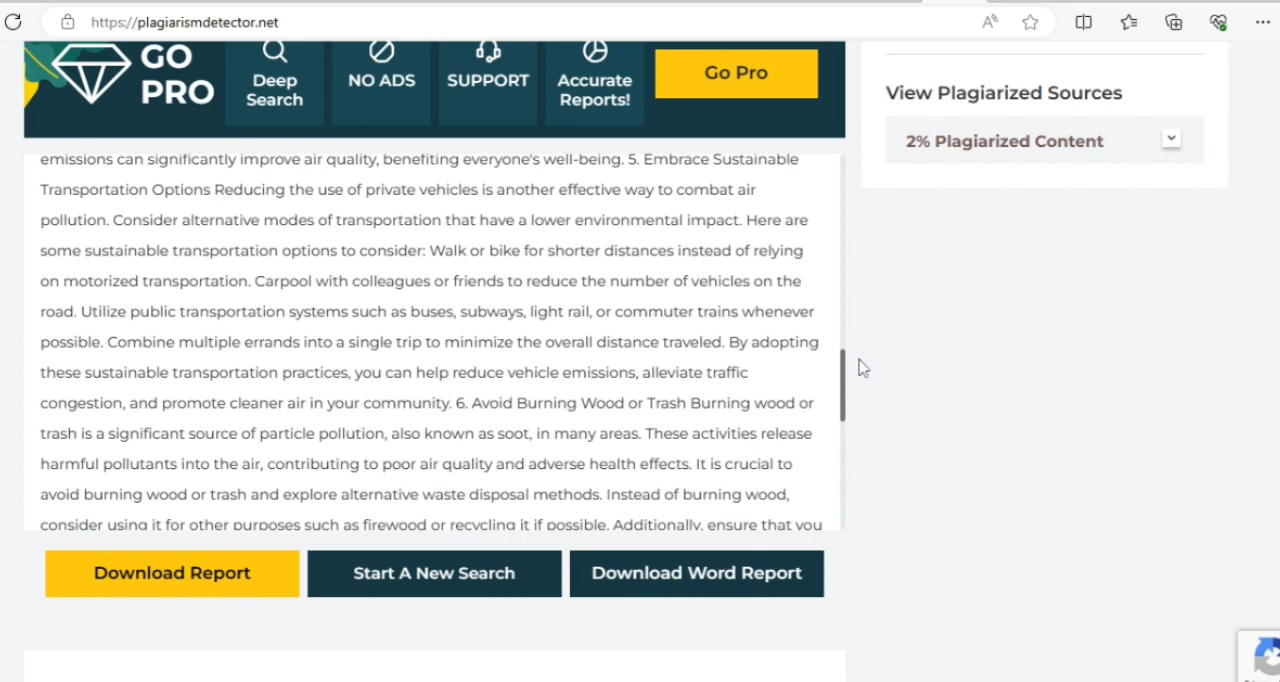 https://plagiarismdetector.net
GO
PRO
Deep
Search
NO ADS
SUPPORT
Accurate
Reports!
Go Pro
emissions can significantly improve air quality, benefiting everyone's well-being. 5. Embrace Sustainable
Transportation Options Reducing the use of private vehicles is another effective way to combat air
pollution. Consider alternative modes of transportation that have a lower environmental impact. Here are
some sustainable transportation options to consider: Walk or bike for shorter distances instead of relying
on motorized transportation. Carpool with colleagues or friends to reduce the number of vehicles on the
road. Utilize public transportation systems such as buses, subways, light rail, or commuter trains whenever
possible. Combine multiple errands into a single trip to minimize the overall distance traveled. By adopting
these sustainable transportation practices, you can help reduce vehicle emissions, alleviate traffic
congestion, and promote cleaner air in your community. 6. Avoid Burning Wood or Trash Burning wood or
trash is a significant source of particle pollution, also known as soot, in many areas. These activities release
harmful pollutants into the air, contributing to poor air quality and adverse health effects. It is crucial to
avoid burning wood or trash and explore alternative waste disposal methods. Instead of burning wood,
consider using it for other purposes such as firewood or recycling it if possible. Additionally, ensure that you
Download Report
Start A New Search
Download Word Report
View Plagiarized Sources
2% Plagiarized Content